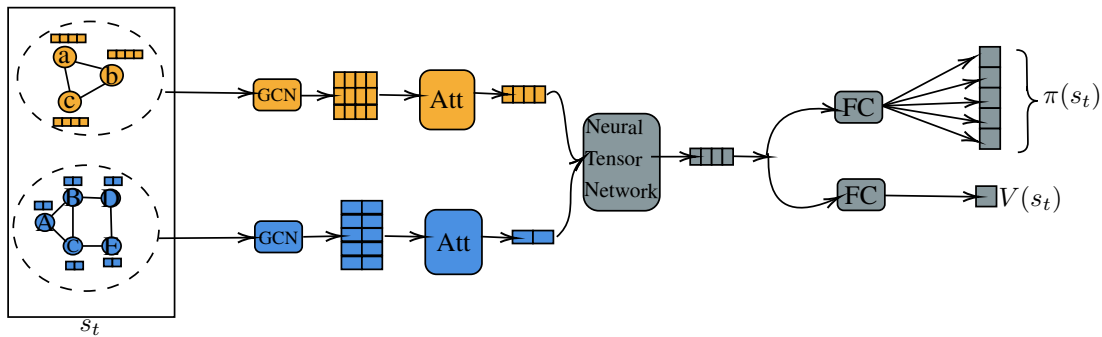 a
b
c
B
D
A
C
E
s_t
GCN
Att
GCN
Att
Neural
Tensor
Network
FC
π(s_t)
FC
V(s_t)